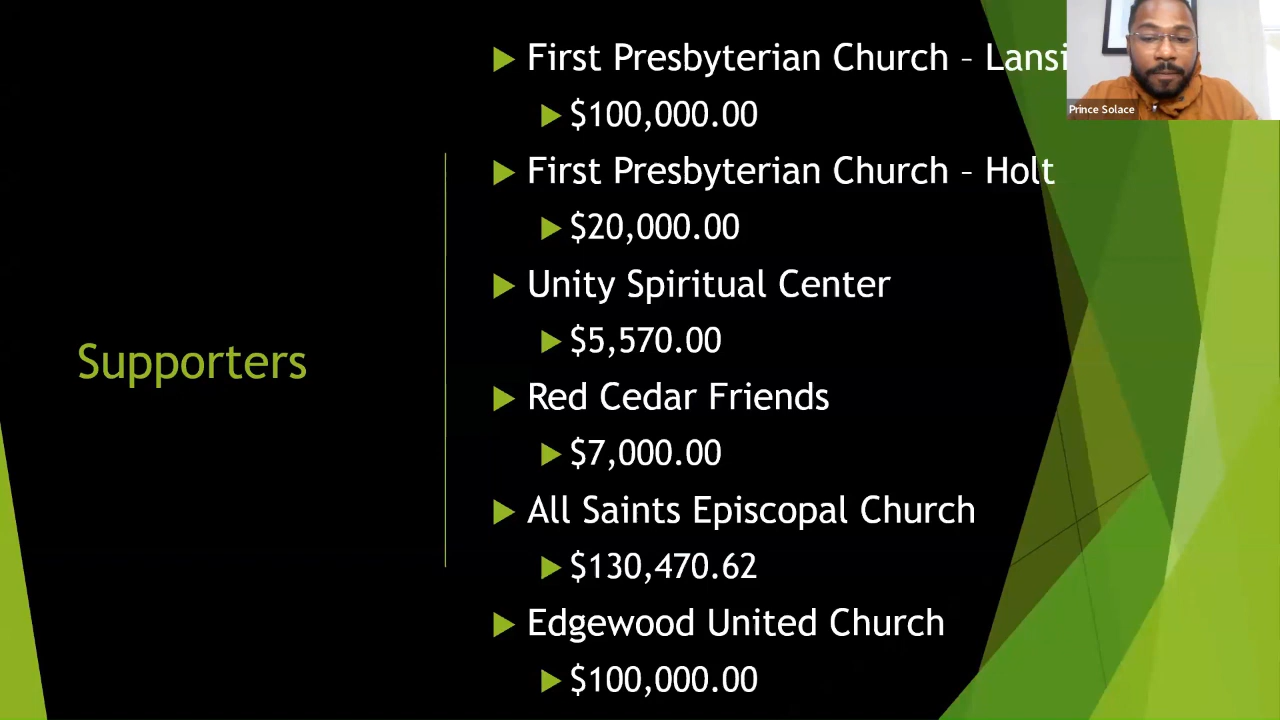 Supporters
First Presbyterian Church – Lansi
$100,000.00
First Presbyterian Church – Holt
$20,000.00
Unity Spiritual Center
$5,570.00
Red Cedar Friends
$7,000.00
All Saints Episcopal Church
$130,470.62
Edgewood United Church
$100,000.00
Prince Solace